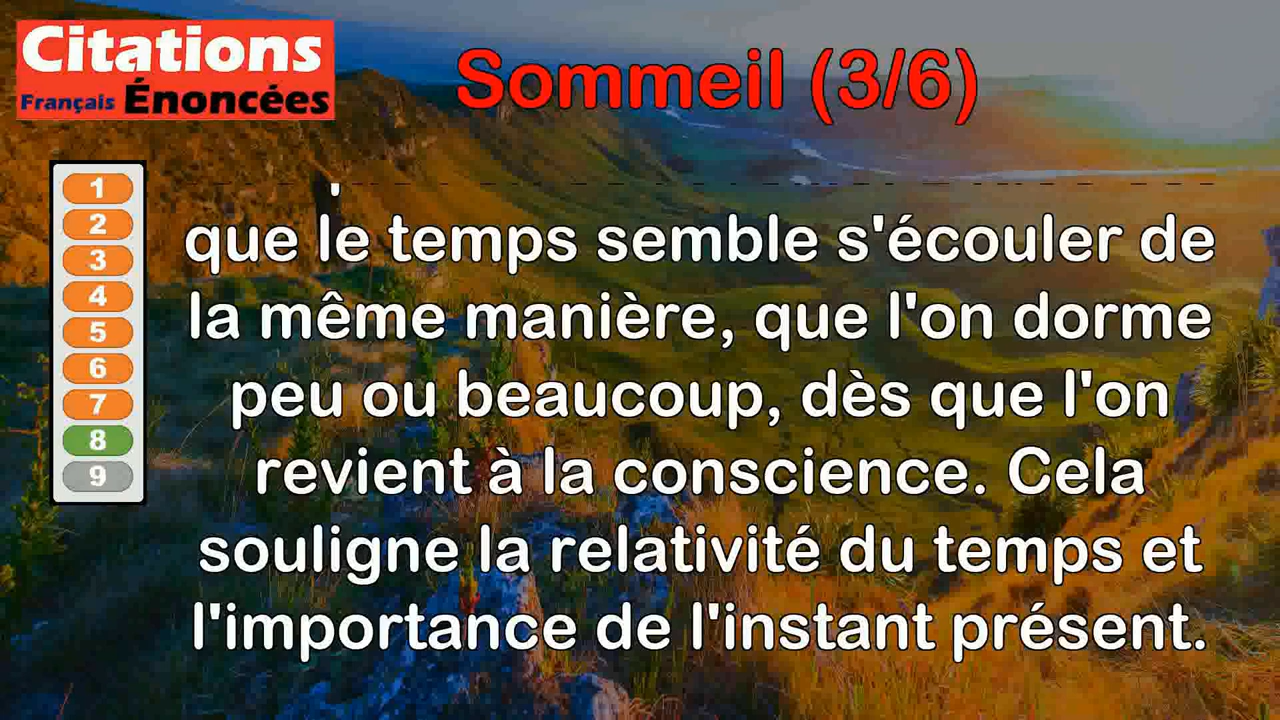 Citations
Français Énoncées
Sommeil (3/6)
1
2
3
4
5
6
7
8
9
que le temps semble s'écouler de
la même manière, que l'on dorme
peu ou beaucoup, dès que l'on
revient à la conscience. Cela
souligne la relativité du temps et
l'importance de l'instant présent.